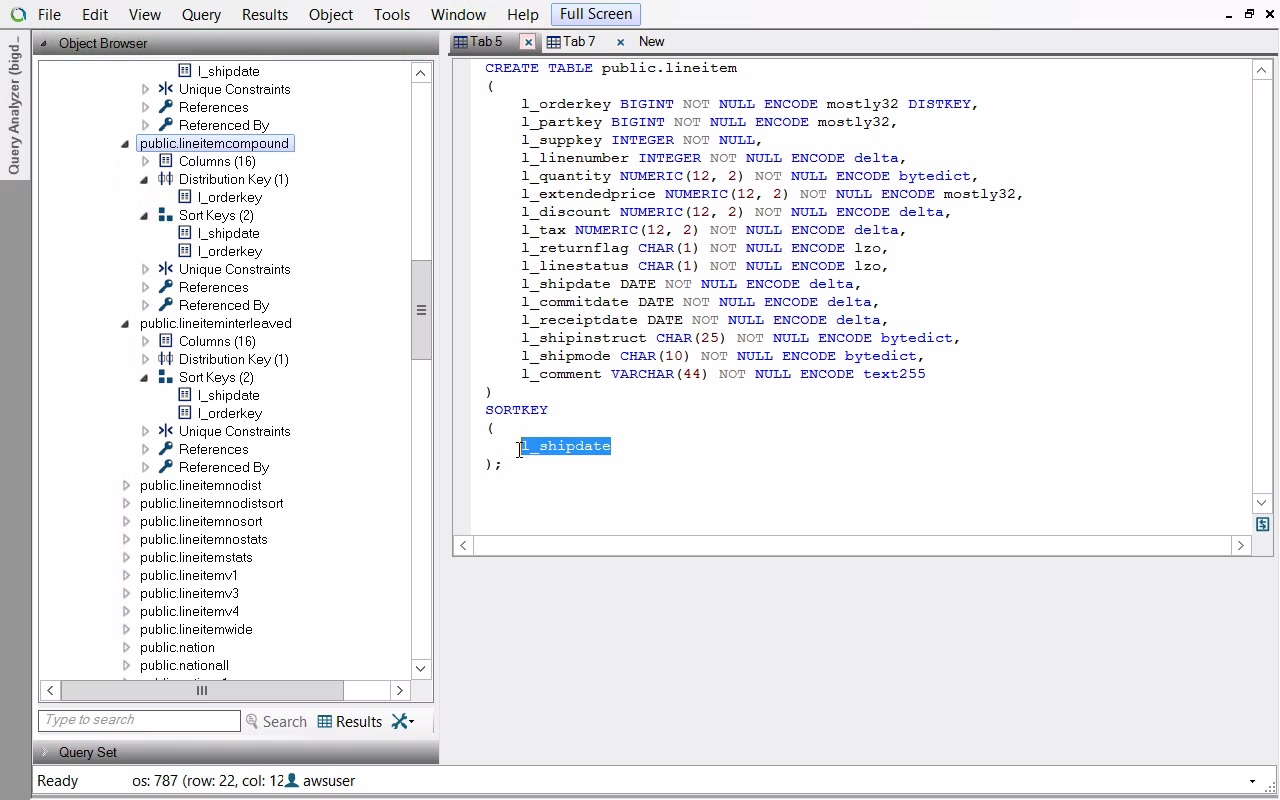 File Edit View Query Results Object Tools Window Help Full Screen
Query Analyzer (bigd...
Object Browser
l_shipdate
Unique Constraints
References
Referenced By
public.lineitemcompound
Columns (16)
Distribution Key (1)
l_orderkey
Sort Keys (2)
l_shipdate
l_orderkey
Unique Constraints
References
Referenced By
public.lineiteminterleaved
Columns (16)
Distribution Key (1)
Sort Keys (2)
l_shipdate
l_orderkey
Unique Constraints
References
Referenced By
public.lineitemnodist
public.lineitemnodistsort
public.lineitemnosort
public.lineitemnostats
public.lineitemstats
public.lineitemv1
public.lineitemv3
public.lineitemv4
public.lineitemwide
public.nation
public.nationall
Type to search Search Results
Query Set
Tab 5 Tab 7 New
CREATE TABLE public.lineitem
(
l_orderkey BIGINT NOT NULL ENCODE mostly32 DISTKEY,
l_partkey BIGINT NOT NULL ENCODE mostly32,
l_suppkey INTEGER NOT NULL,
l_linenumber INTEGER NOT NULL ENCODE delta,
l_quantity NUMERIC(12, 2) NOT NULL ENCODE bytedict,
l_extendedprice NUMERIC(12, 2) NOT NULL ENCODE mostly32,
l_discount NUMERIC(12, 2) NOT NULL ENCODE delta,
l_tax NUMERIC(12, 2) NOT NULL ENCODE delta,
l_returnflag CHAR(1) NOT NULL ENCODE lzo,
l_linestatus CHAR(1) NOT NULL ENCODE lzo,
l_shipdate DATE NOT NULL ENCODE delta,
l_commitdate DATE NOT NULL ENCODE delta,
l_receiptdate DATE NOT NULL ENCODE delta,
l_shipinstruct CHAR(25) NOT NULL ENCODE bytedict,
l_shipmode CHAR(10) NOT NULL ENCODE bytedict,
l_comment VARCHAR(44) NOT NULL ENCODE text255
)
SORTKEY
(
l_shipdate
);
Ready os: 787 (row: 22, col: 12 awsuser